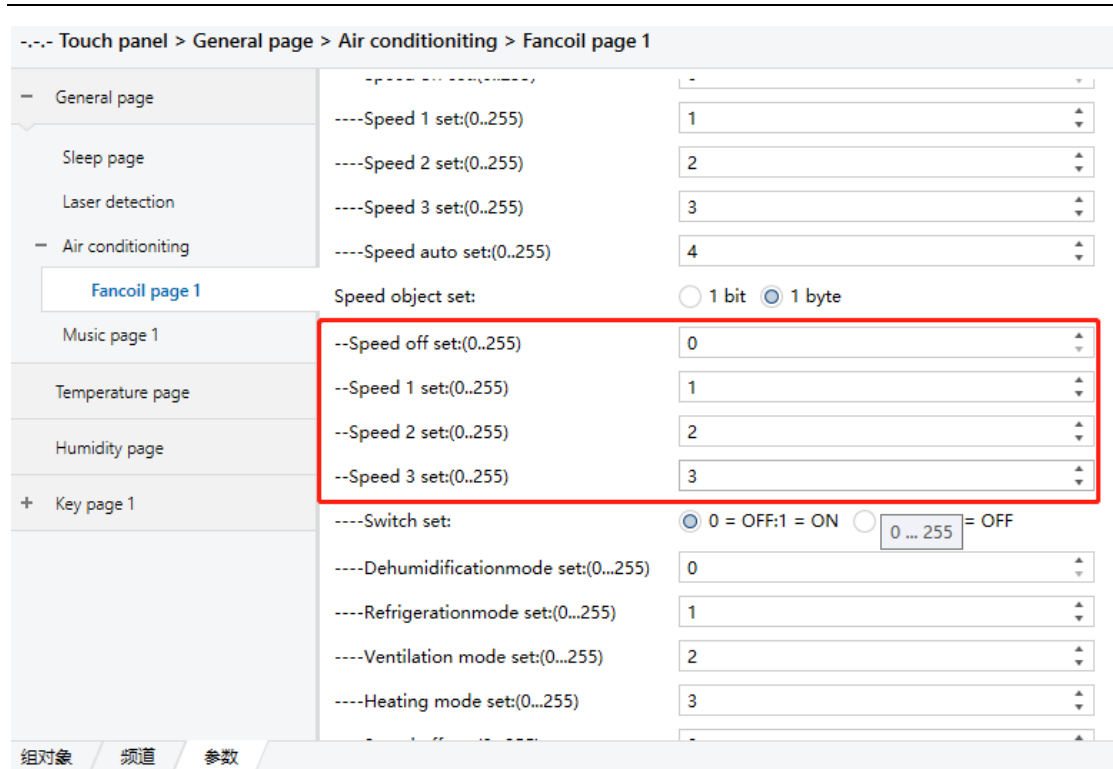 -.-.- Touch panel > General page > Air conditioniting > Fancoil page 1
− General page
Sleep page
Laser detection
− Air conditioniting
Fancoil page 1
Music page 1
Temperature page
Humidity page
+ Key page 1
----Speed 1 set:(0..255) 1
----Speed 2 set:(0..255) 2
----Speed 3 set:(0..255) 3
----Speed auto set:(0..255) 4
Speed object set: 1 bit 1 byte
--Speed off set:(0..255) 0
--Speed 1 set:(0..255) 1
--Speed 2 set:(0..255) 2
--Speed 3 set:(0..255) 3
----Switch set: 0 = OFF:1 = ON = OFF
0 ... 255
----Dehumidificationmode set:(0...255) 0
----Refrigerationmode set:(0...255) 1
----Ventilation mode set:(0...255) 2
----Heating mode set:(0...255) 3
组对象 频道 参数